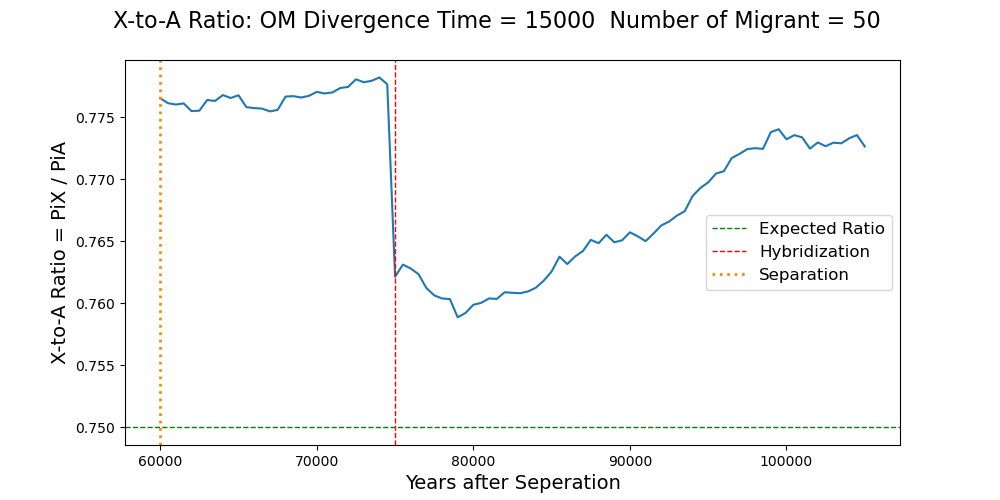 X-to-A Ratio: OM Divergence Time = 15000  Number of Migrant = 50
X-to-A Ratio = PiX / PiA
0.775
0.770
0.765
0.760
0.755
0.750
Expected Ratio
Hybridization
Separation
60000
70000
80000
90000
100000
Years after Seperation